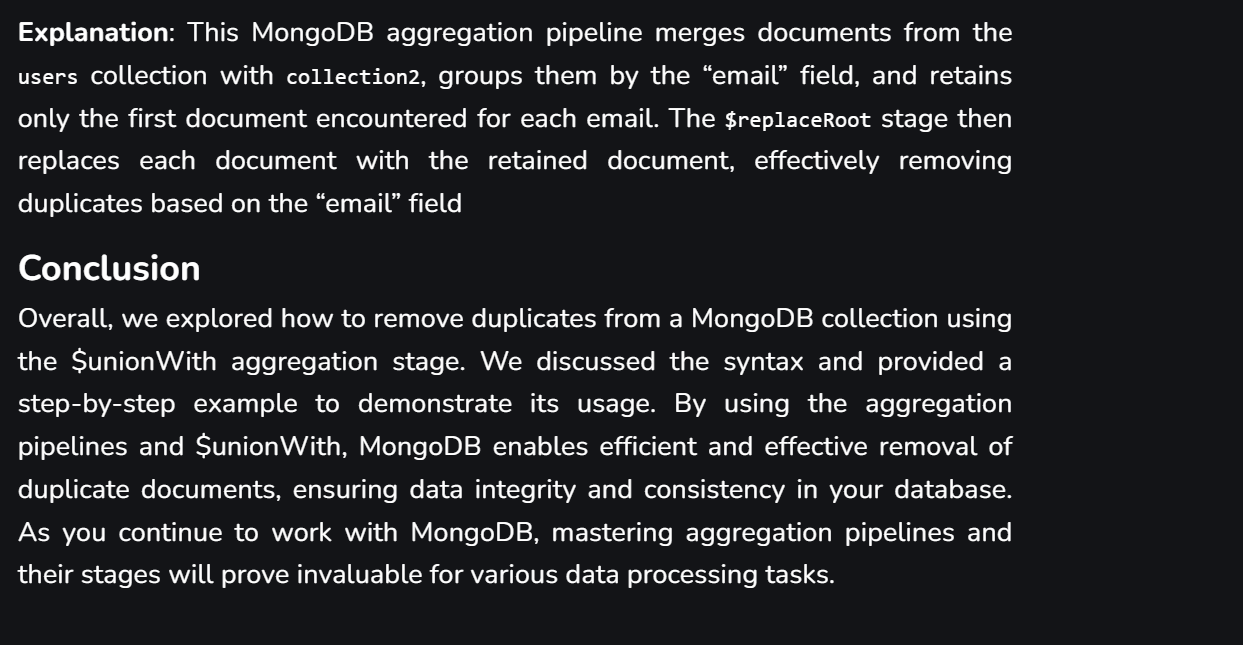 Explanation: This MongoDB aggregation pipeline merges documents from the
users collection with collection2, groups them by the “email” field, and retains
only the first document encountered for each email. The $replaceRoot stage then
replaces each document with the retained document, effectively removing
duplicates based on the “email” field
Conclusion
Overall, we explored how to remove duplicates from a MongoDB collection using
the $unionWith aggregation stage. We discussed the syntax and provided a
step-by-step example to demonstrate its usage. By using the aggregation
pipelines and $unionWith, MongoDB enables efficient and effective removal of
duplicate documents, ensuring data integrity and consistency in your database.
As you continue to work with MongoDB, mastering aggregation pipelines and
their stages will prove invaluable for various data processing tasks.